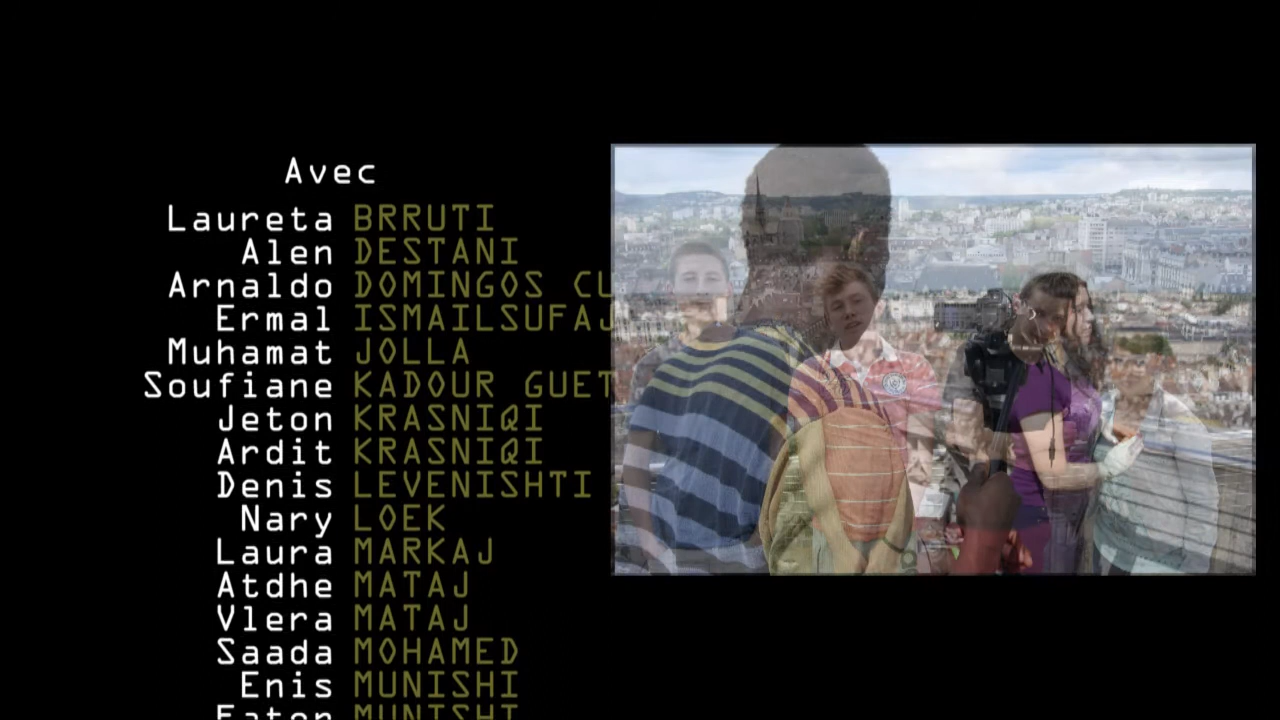 Avec
Laureta BRRUTI
Alen DESTANI
Arnaldo DOMINGOS
Ermal ISMAILSUFAJ
Muhamat JOLLA
Soufiane KADOUR
Jeton KRASNIQI
Ardit KRASNIQI
Denis LEVENISHTI
Nary LOEK
Laura MARKAJ
Atdhe MATAJ
Vlera MATAJ
Saada MOHAMED
Enis MUNISHI
MUNISHI